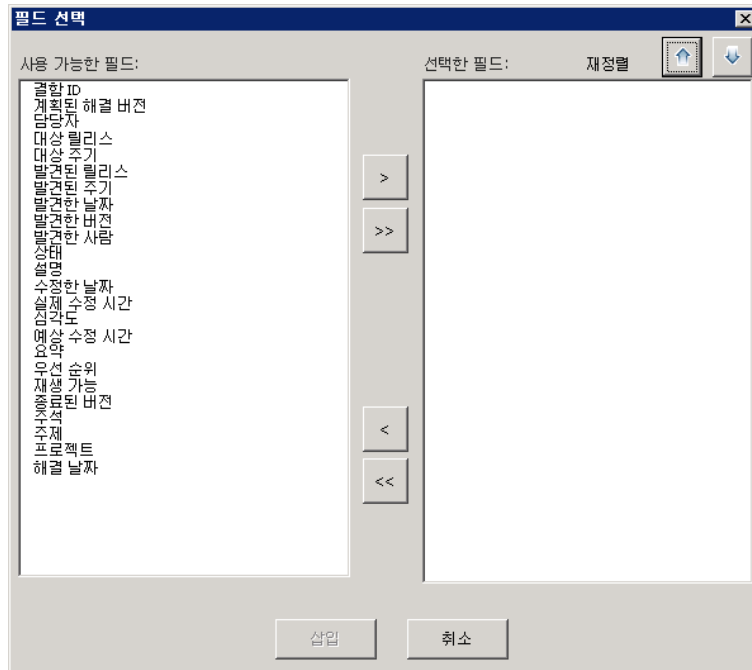 필드 선택
사용 가능한 필드:
선택한 필드:
재정렬
결함 ID
계획된 해결 버전
담당자
대상 릴리스
대상 주기
발견된 릴리스
발견된 주기
발견한 날짜
발견한 버전
발견한 사람
상태
설명
수정한 날짜
실제 수정 시간
심각도
예상 수정 시간
요약
우선 순위
재생 가능
종료된 버전
주석
주제
프로젝트
해결 날짜
>
>>
<
<<
삽입
취소